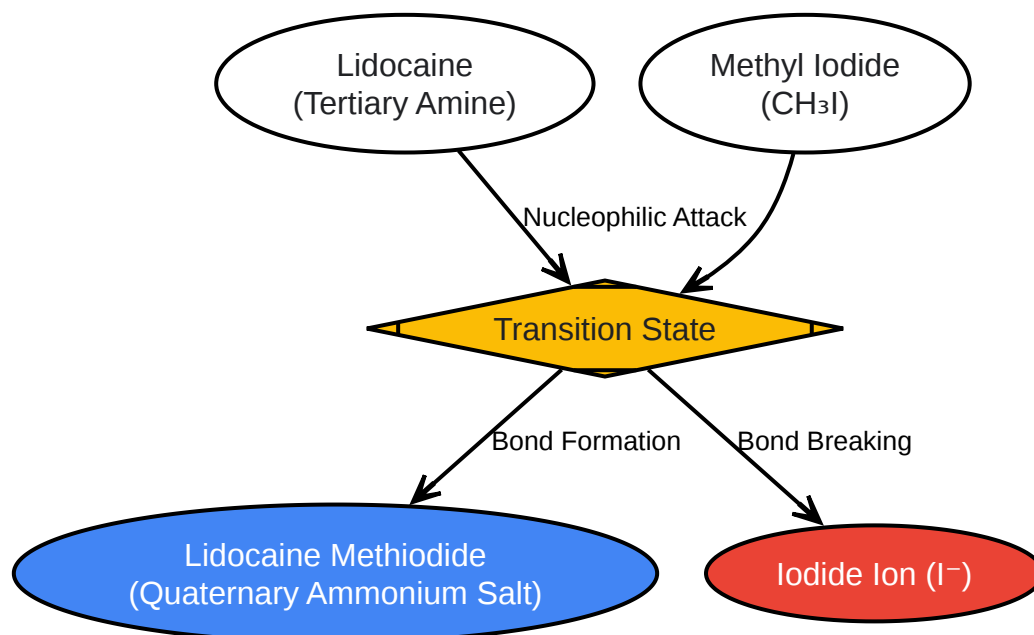 Lidocaine
(Tertiary Amine)
Methyl Iodide
(CH₃I)
Nucleophilic Attack
Transition State
Bond Formation
Bond Breaking
Lidocaine Methiodide
(Quaternary Ammonium Salt)
Iodide Ion (I⁻)